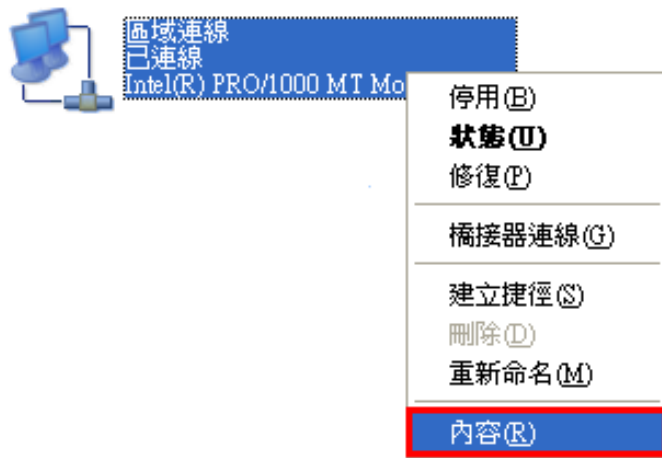 區域連線
已連線
Intel(R) PRO/1000 MT Mo
停用(B)
狀態(U)
修復(P)
橋接器連線(G)
建立捷徑(S)
刪除(D)
重新命名(M)
內容(R)